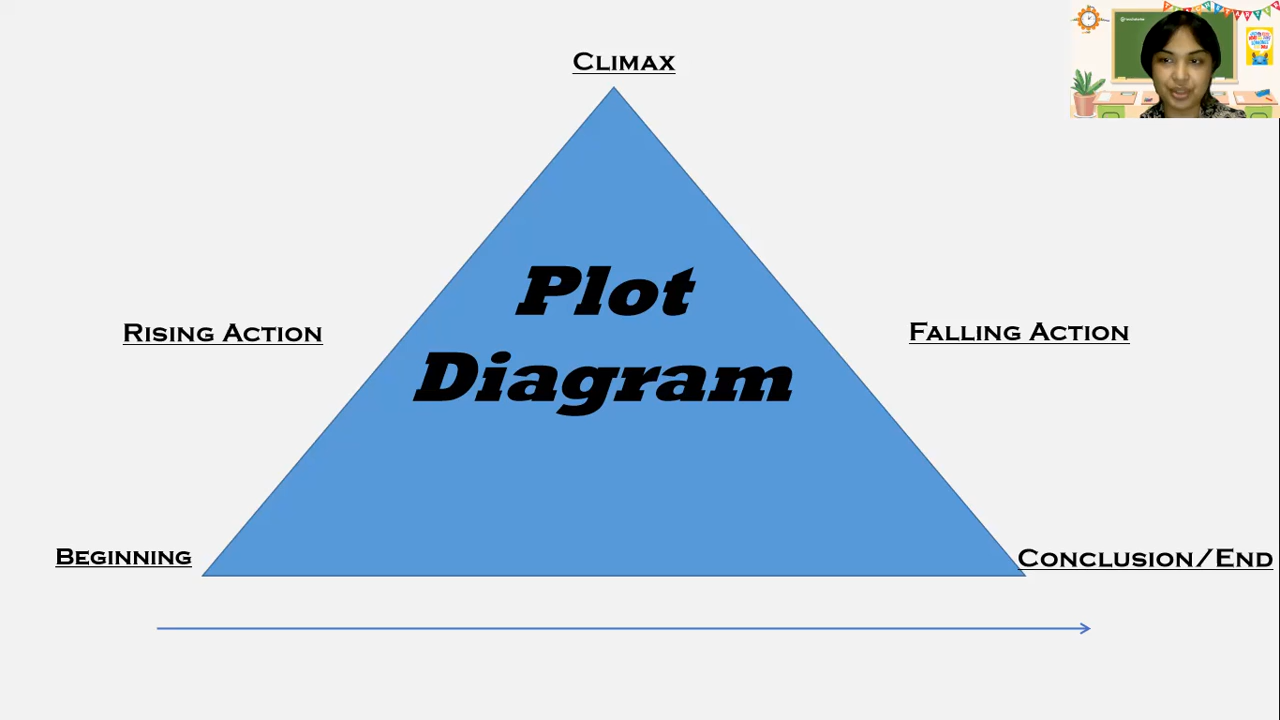 Climax
Plot
Diagram
Rising Action
Falling Action
Beginning
Conclusion/End